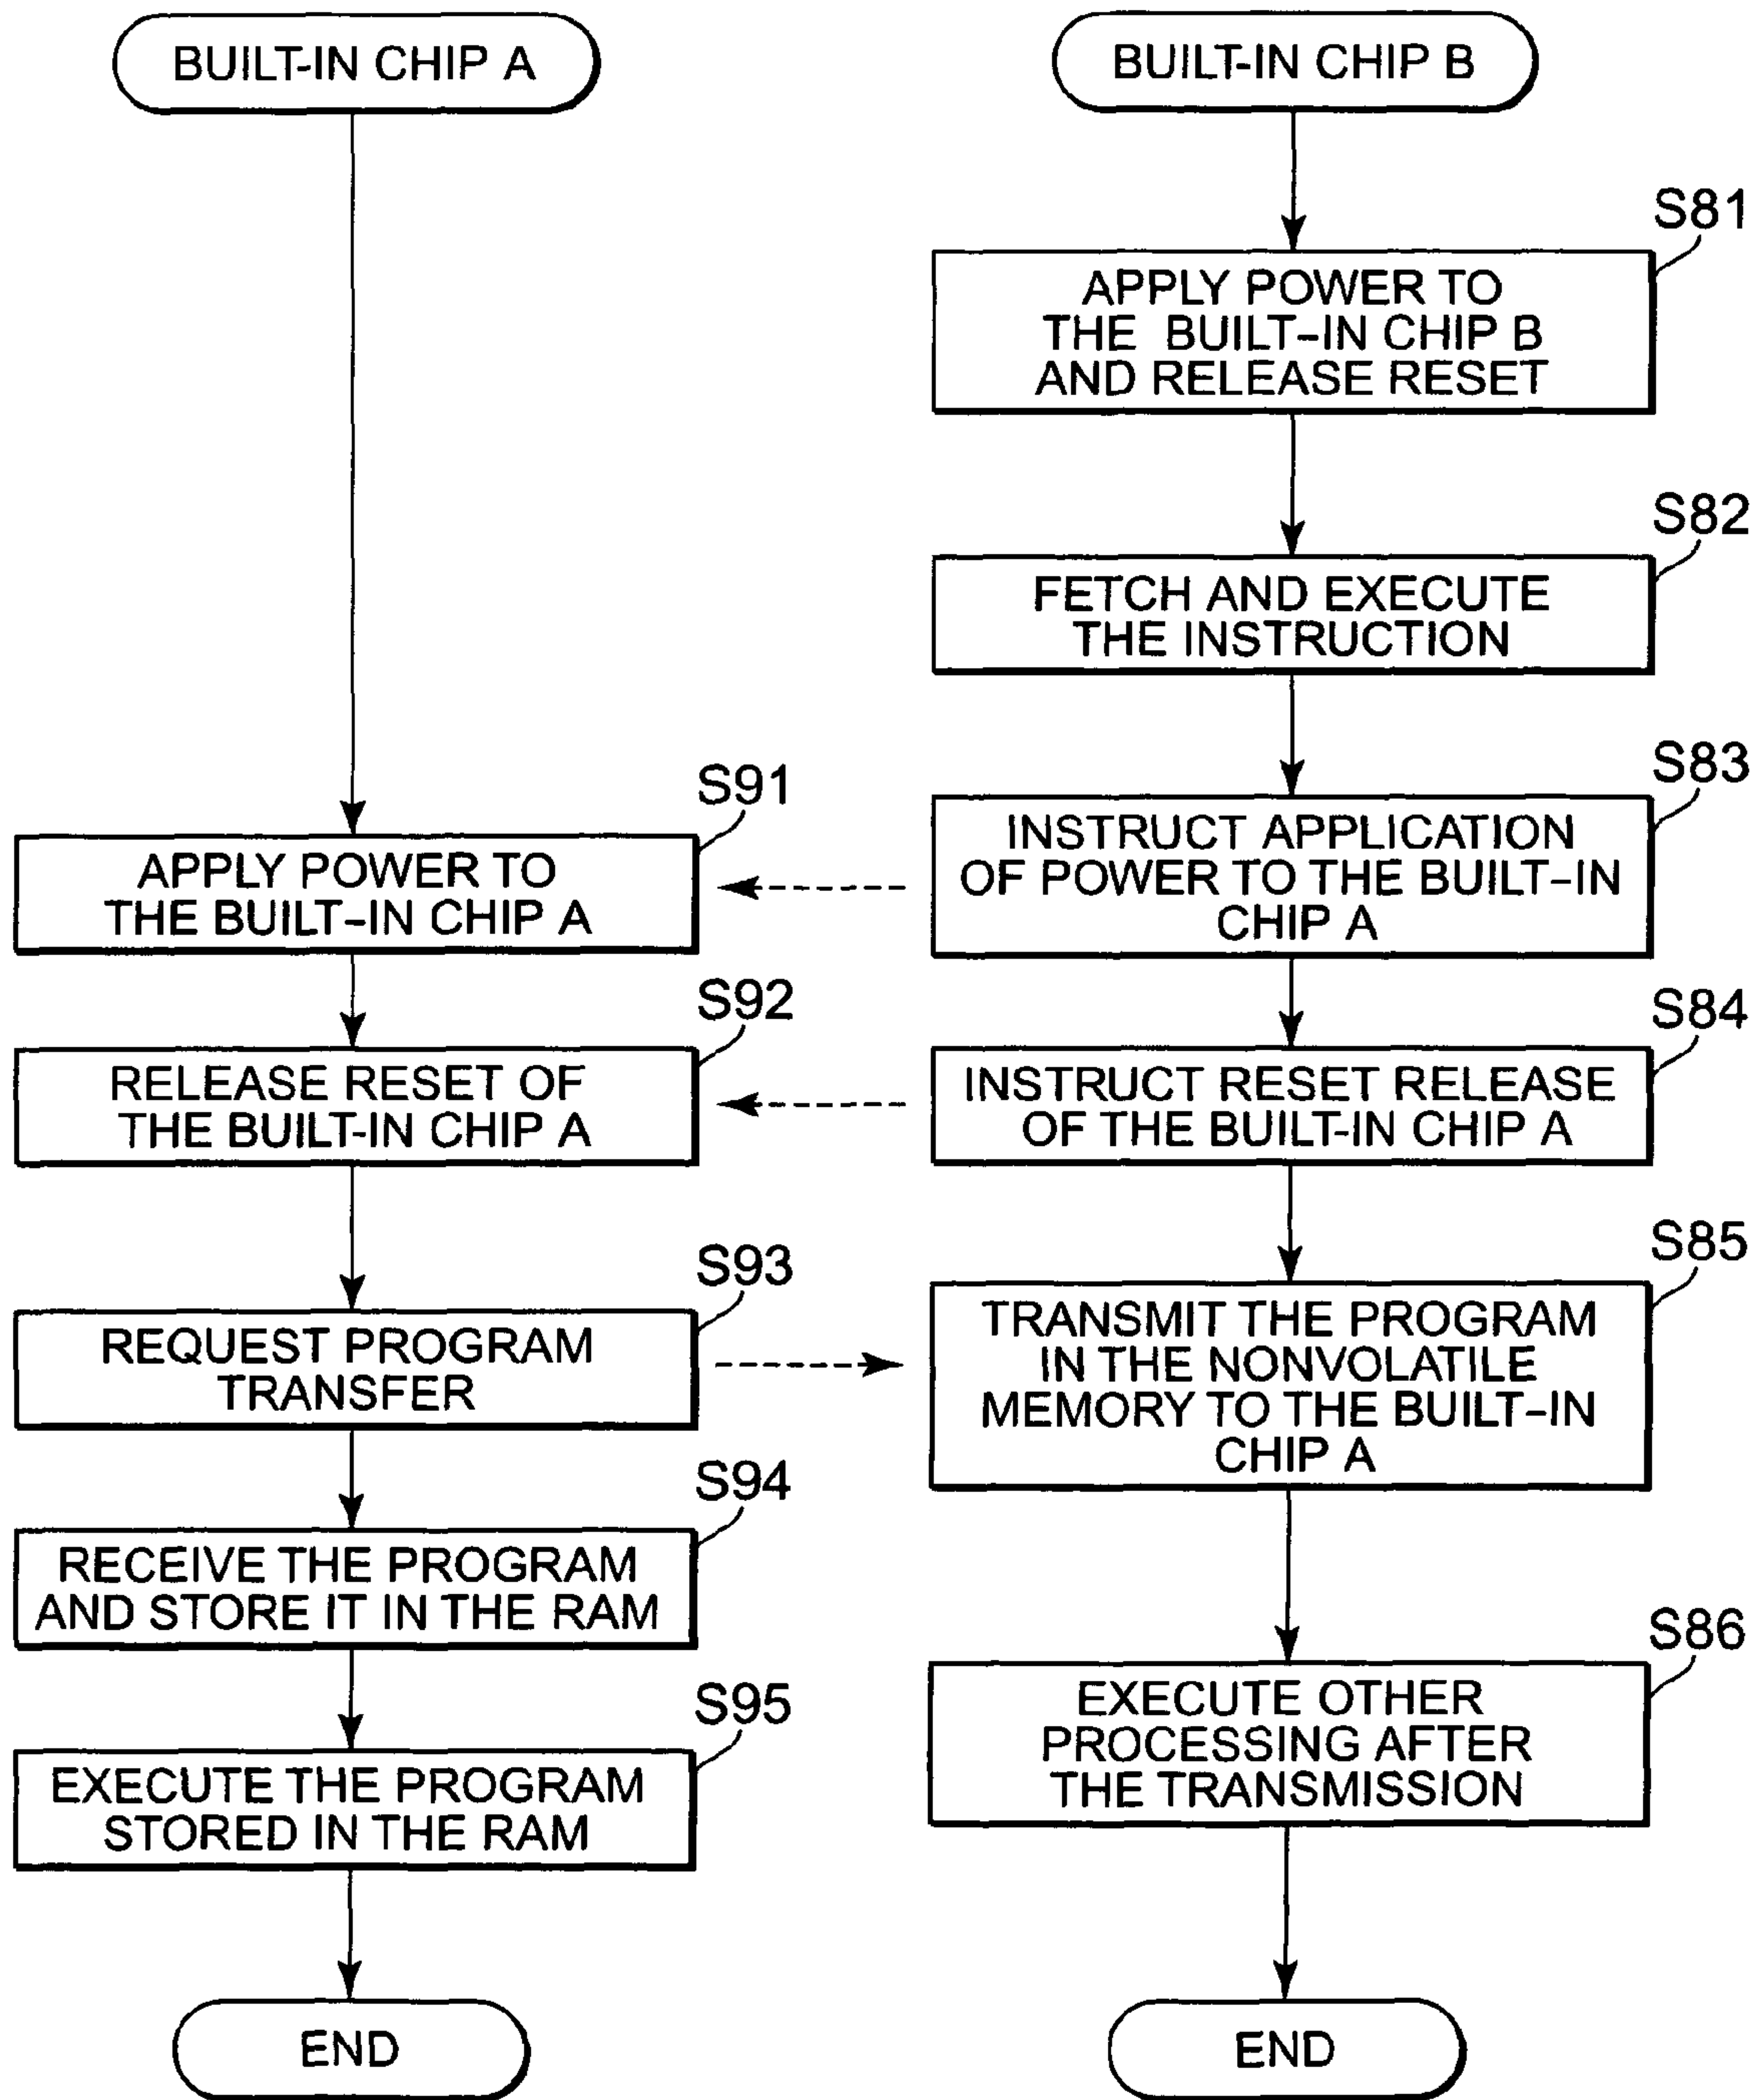 BUILT-IN CHIP A
S91
APPLY POWER TO
THE BUILT-IN CHIP A
S92
RELEASE RESET OF
THE BUILT-IN CHIP A
S93
REQUEST PROGRAM
TRANSFER
S94
RECEIVE THE PROGRAM
AND STORE IT IN THE RAM
S95
EXECUTE THE PROGRAM
STORED IN THE RAM
END
BUILT-IN CHIP B
S81
APPLY POWER TO
THE BUILT-IN CHIP B
AND RELEASE RESET
S82
FETCH AND EXECUTE
THE INSTRUCTION
S83
INSTRUCT APPLICATION
OF POWER TO THE BUILT-IN
CHIP A
S84
INSTRUCT RESET RELEASE
OF THE BUILT-IN CHIP A
S85
TRANSMIT THE PROGRAM
IN THE NONVOLATILE
MEMORY TO THE BUILT-IN
CHIP A
S86
EXECUTE OTHER
PROCESSING AFTER
THE TRANSMISSION
END